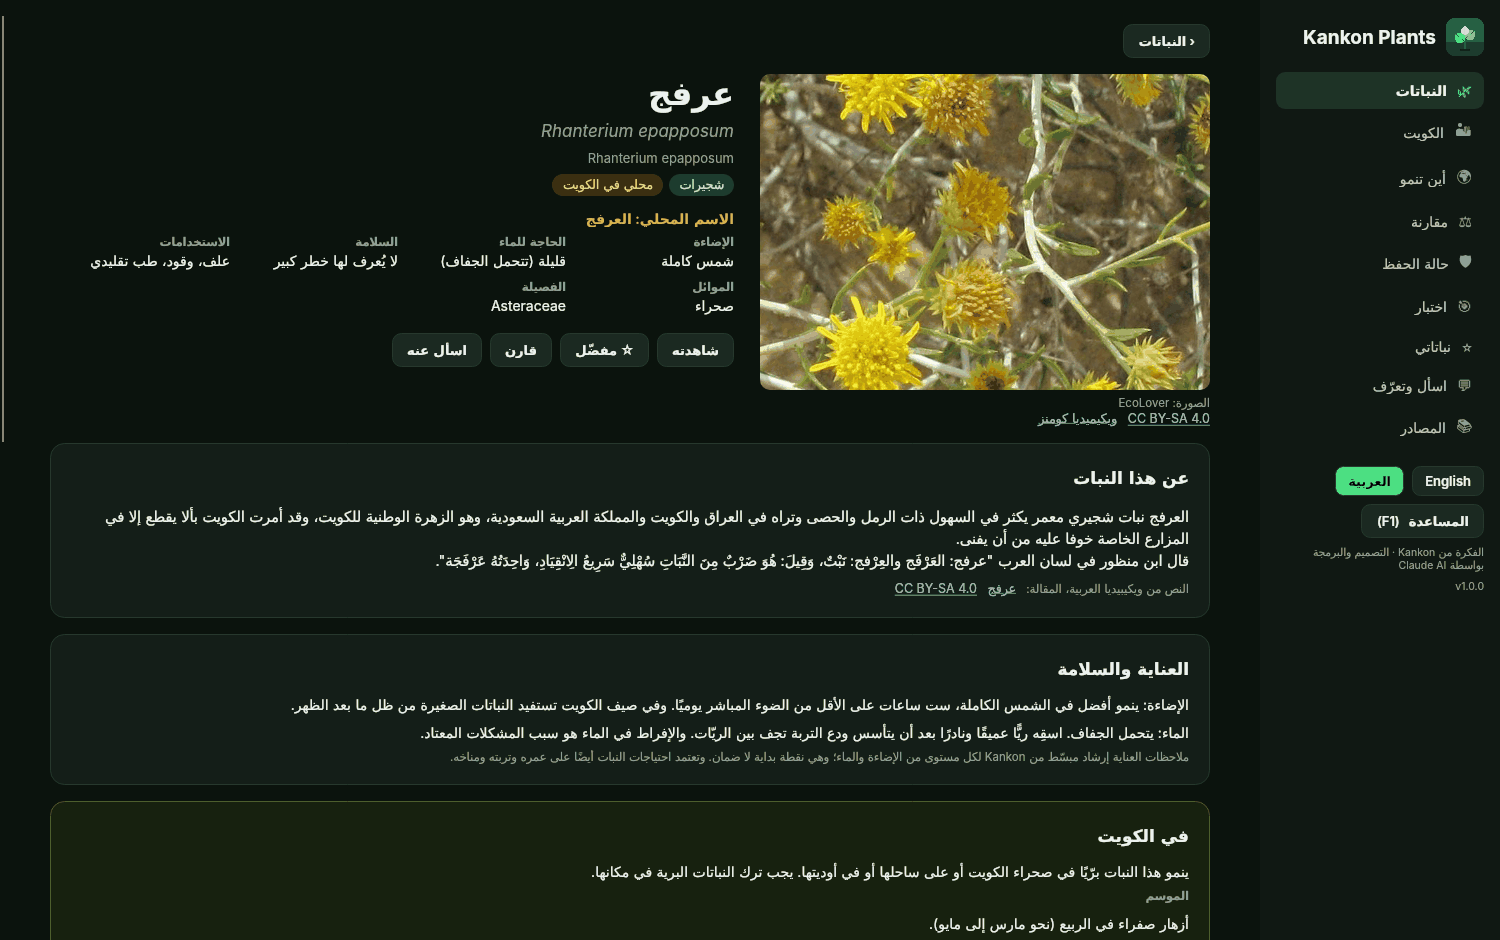 Kankon Plants
النباتات
الكويت
أين تنمو
مقارنة
حالة الحفظ
اختبار
نباتاتي
اسأل وتعرّف
المصادر
English
العربية
المساعدة (F1)
الفكرة من Kankon · التصميم والبرمجة
بواسطة Claude AI
v1.0.0
‹ النباتات
عرفج
Rhanterium epapposum
Rhanterium epapposum
شجيرات
محلي في الكويت
الاسم المحلي: العرفج
الإضاءة
شمس كاملة
الحاجة للماء
قليلة (تتحمل الجفاف)
السلامة
لا يُعرف لها خطر كبير
الاستخدامات
علف، وقود، طب تقليدي
الموائل
صحراء
الفصيلة
Asteraceae
شاهدته
☆ مفضّل
قارن
اسأل عنه
الصورة: EcoLover
CC BY-SA 4.0 ويكيميديا كومنز
عن هذا النبات
العرفج نبات شجيري معمر يكثر في السهول ذات الرمل والحصى وتراه في العراق والكويت والمملكة العربية السعودية، وهو الزهرة الوطنية للكويت، وقد أمرت الكويت بألا يقطع إلا في
المزارع الخاصة خوفا عليه من أن يفنى.
قال ابن منظور في لسان العرب "عرفج: العَرْفَج والعِرْفج: نَبْتٌ، وَقِيلَ: هُوَ ضَرْبٌ مِنَ النَّبَاتِ سُهْلِيٌّ سَرِيعُ الِانْقِيَادِ، وَاحِدَتُهُ عَرْفَجَة".
النص من ويكيبيديا العربية، المقالة: عرفج CC BY-SA 4.0
العناية والسلامة
الإضاءة: ينمو أفضل في الشمس الكاملة، ست ساعات على الأقل من الضوء المباشر يوميًا. وفي صيف الكويت تستفيد النباتات الصغيرة من ظل ما بعد الظهر.
الماء: يتحمل الجفاف. اسقِه ريًّا عميقًا ونادرًا بعد أن يتأسس ودع التربة تجف بين الريّات. والإفراط في الماء هو سبب المشكلات المعتاد.
ملاحظات العناية إرشاد مبسّط من Kankon لكل مستوى من الإضاءة والماء؛ وهي نقطة بداية لا ضمان. وتعتمد احتياجات النبات أيضًا على عمره وتربته ومناخه.
في الكويت
ينمو هذا النبات برّيًا في صحراء الكويت أو على ساحلها أو في أوديتها. يجب ترك النباتات البرية في مكانها.
الموسم
أزهار صفراء في الربيع (نحو مارس إلى مايو).